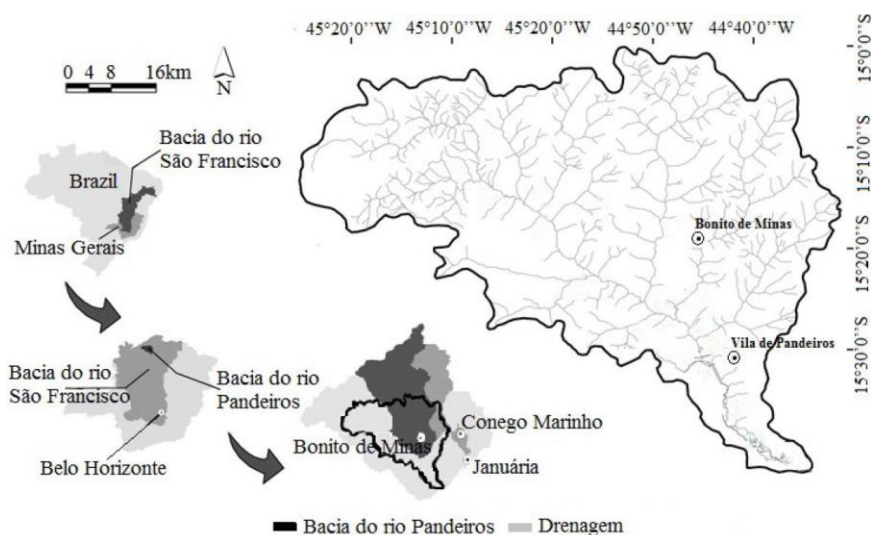 45°20'0''W 45°10'0''W 45°20'0''W 44°50'0''W 44°40'0''W
0 4 8 16km
N
15°0'0''S
15°10'0''S
15°20'0''S
15°30'0''S
Bacia do rio
São Francisco
Brazil
Minas Gerais
Bonito de Minas
Vila de Pandeiros
Bacia do rio
São Francisco
Bacia do rio
Pandeiros
Belo Horizonte
Bonito de Minas
Conego Marinho
Januária
Bacia do rio Pandeiros Drenagem